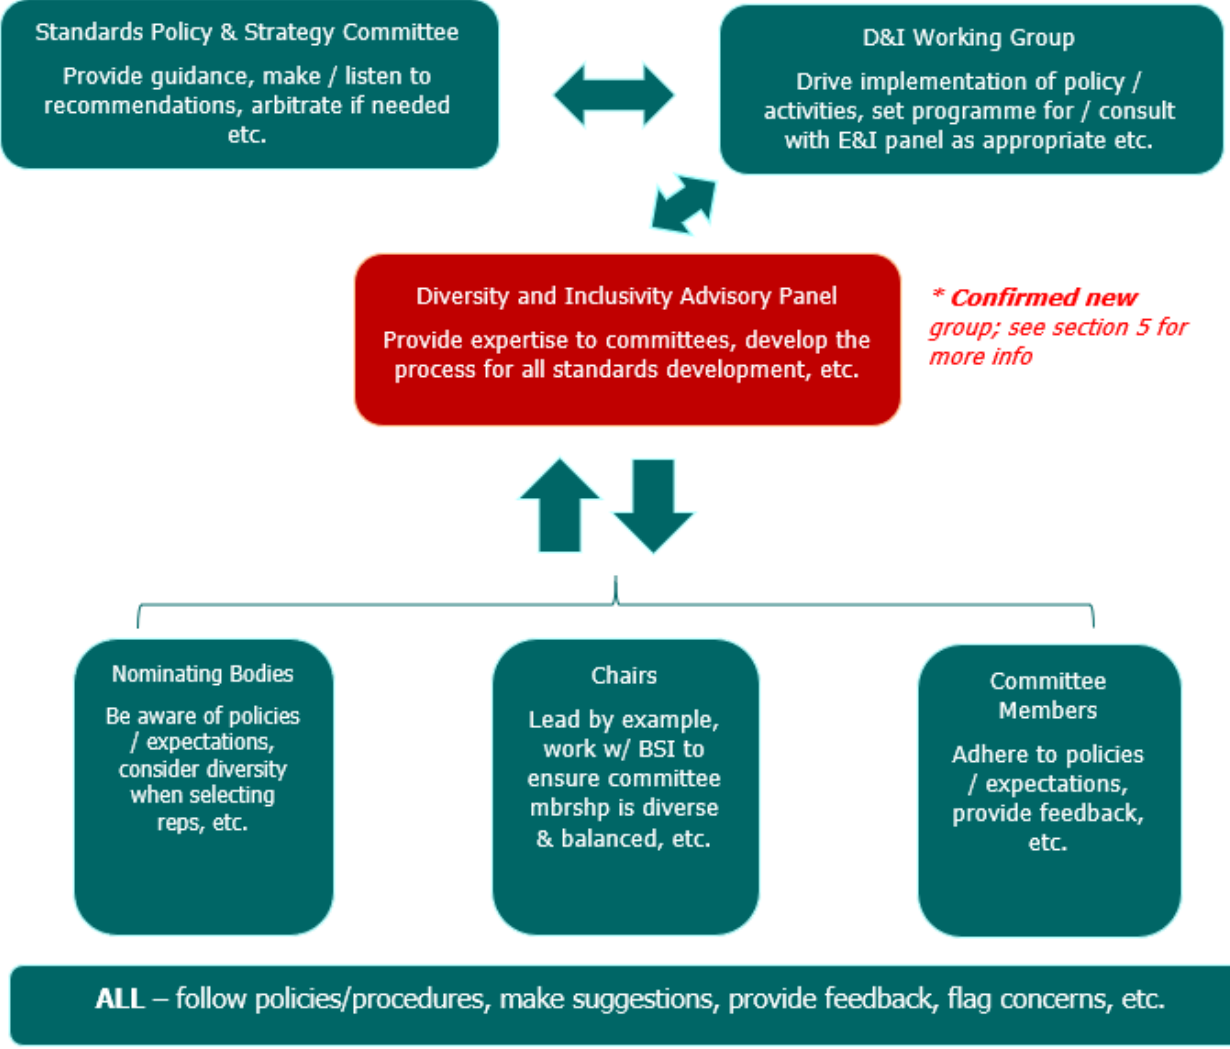 Standards Policy & Strategy Committee
Provide guidance, make / listen to
recommendations, arbitrate if needed
etc.
D&I Working Group
Drive implementation of policy /
activities, set programme for / consult
with E&I panel as appropriate etc.
Diversity and Inclusivity Advisory Panel
Provide expertise to committees, develop the
process for all standards development, etc.
* Confirmed new
group; see section 5 for
more info
Nominating Bodies
Be aware of policies
/ expectations,
consider diversity
when selecting
reps, etc.
Chairs
Lead by example,
work w/ BSI to
ensure committee
mbrshp is diverse
& balanced, etc.
Committee
Members
Adhere to policies
/ expectations,
provide feedback,
etc.
ALL – follow policies/procedures, make suggestions, provide feedback, flag concerns, etc.